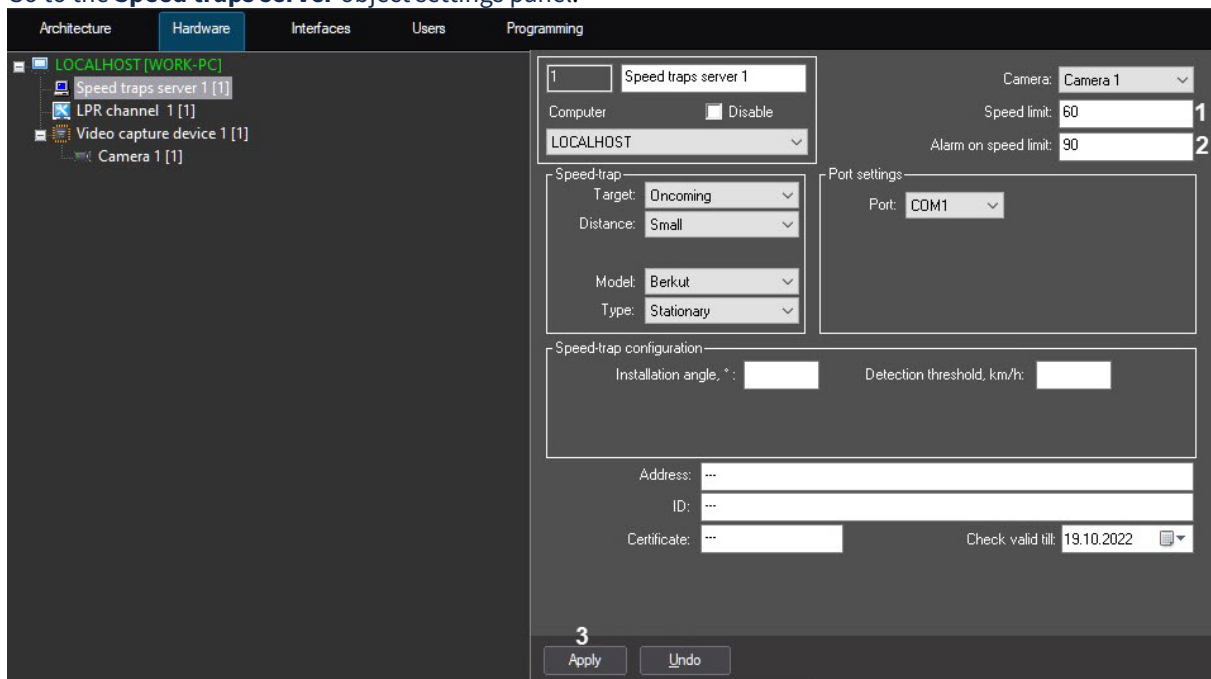 Go to the Speed traps server object settings panel.
Architecture Hardware Interfaces Users Programming
LOCALHOST [WORK-PC]
Speed traps server 1 [1]
LPR channel 1 [1]
Video capture device 1 [1]
Camera 1 [1]
1 Speed traps server 1
Computer Disable
LOCALHOST
Camera: Camera 1
Speed limit: 60 1
Alarm on speed limit: 90 2
Speed-trap
Target: Oncoming
Distance: Small
Model: Berkut
Type: Stationary
Port settings
Port: COM1
Speed-trap configuration
Installation angle, ° : Detection threshold, km/h:
Address: ---
ID: ---
Certificate: --- Check valid till: 19.10.2022
3
Apply Undo